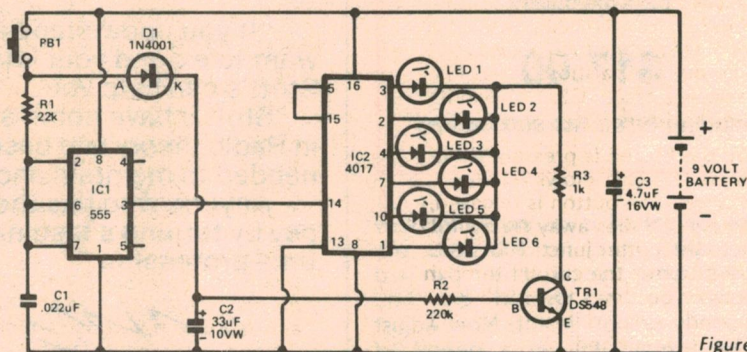 PB1
D1
1N4001
A K
R1
22k
2 8 4
6 3
7 1 5
IC1
555
C1
.022uF
C2
33uF
10VW
+
-
16
5
15
14
13 8 1
3
2
4
7
10
IC2
4017
LED 1
LED 2
LED 3
LED 4
LED 5
LED 6
R3
1k
R2
220k
B
C
E
TR1
DS548
+
C3
4.7uF
16VW
+
9 VOLT
BATTERY
-
Figure